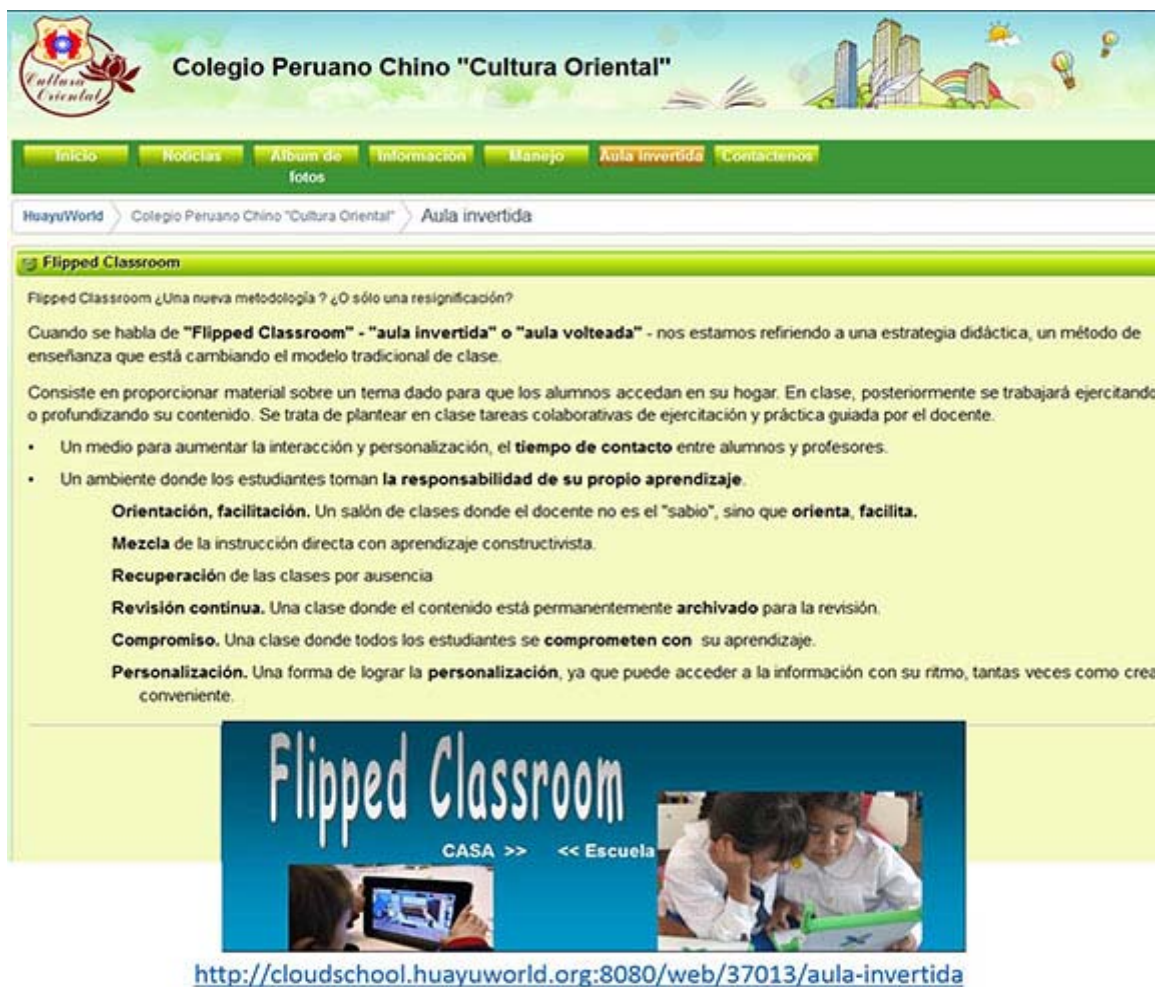 Cultura
Oriental
Colegio Peruano Chino "Cultura Oriental"
Inicio Noticias Álbum de fotos Información Manejo Aula invertida Contáctenos
HuayuWorld Colegio Peruano Chino "Cultura Oriental" Aula invertida
Flipped Classroom
Flipped Classroom ¿Una nueva metodología ? ¿O sólo una resignificación?
Cuando se habla de "Flipped Classroom" - "aula invertida" o "aula volteada" - nos estamos refiriendo a una estrategia didáctica, un método de
enseñanza que está cambiando el modelo tradicional de clase.
Consiste en proporcionar material sobre un tema dado para que los alumnos accedan en su hogar. En clase, posteriormente se trabajará ejercitando
o profundizando su contenido. Se trata de plantear en clase tareas colaborativas de ejercitación y práctica guiada por el docente.
• Un medio para aumentar la interacción y personalización, el tiempo de contacto entre alumnos y profesores.
• Un ambiente donde los estudiantes toman la responsabilidad de su propio aprendizaje.
Orientación, facilitación. Un salón de clases donde el docente no es el "sabio", sino que orienta, facilita.
Mezcla de la instrucción directa con aprendizaje constructivista.
Recuperación de las clases por ausencia
Revisión continua. Una clase donde el contenido está permanentemente archivado para la revisión.
Compromiso. Una clase donde todos los estudiantes se comprometen con su aprendizaje.
Personalización. Una forma de lograr la personalización, ya que puede acceder a la información con su ritmo, tantas veces como crea
conveniente.
Flipped Classroom
CASA >> << Escuela
http://cloudschool.huayuworld.org:8080/web/37013/aula-invertida